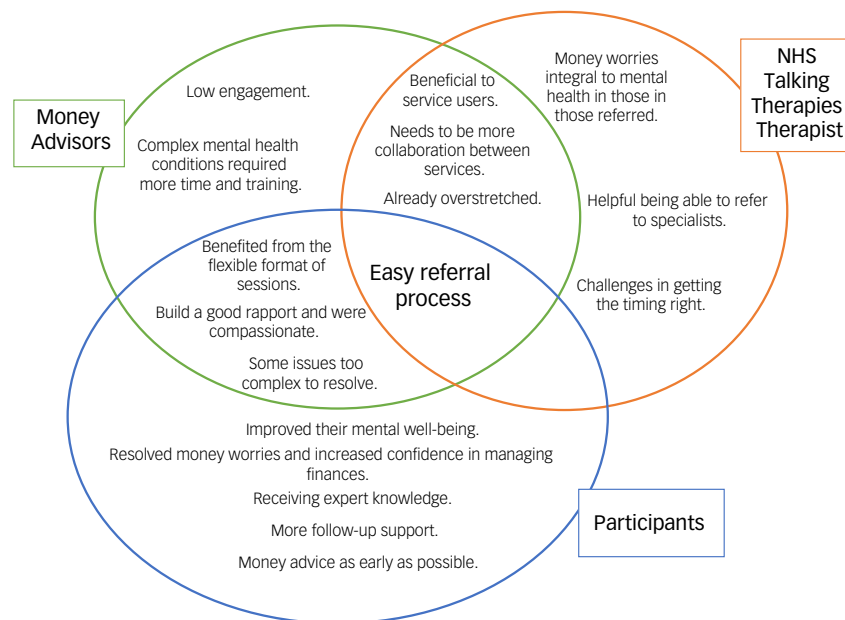 Money
Advisors
NHS
Talking
Therapies
Therapist
Low engagement.
Complex mental health
conditions required
more time and training.
Beneficial to
service users.
Needs to be more
collaboration between
services.
Already overstretched.
Money worries
integral to mental
health in those in
those referred.
Helpful being able to refer
to specialists.
Challenges in getting
the timing right.
Benefited from the
flexible format of
sessions.
Build a good rapport and were
compassionate.
Some issues too
complex to resolve.
Easy referral
process
Improved their mental well-being.
Resolved money worries and increased confidence in managing
finances.
Receiving expert knowledge.
More follow-up support.
Money advice as early as possible.
Participants